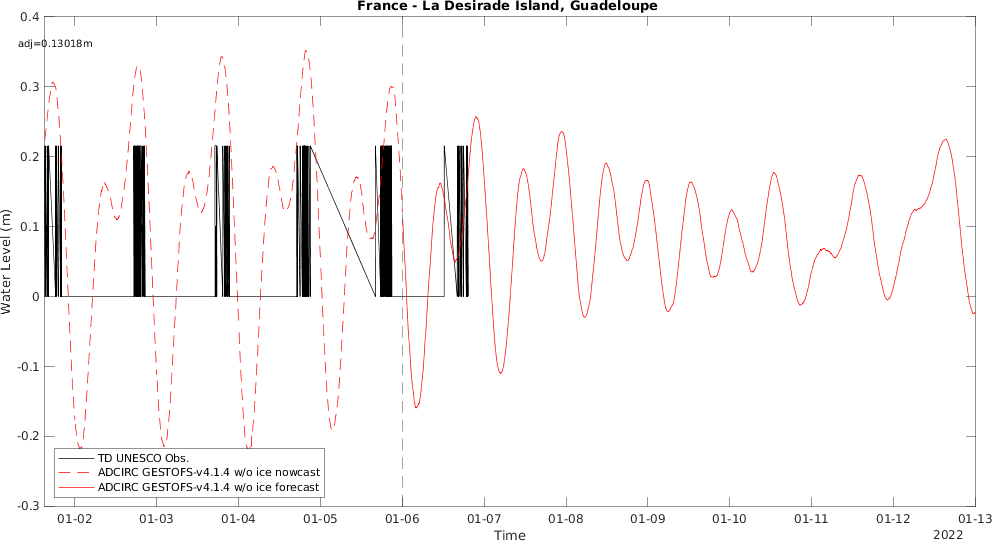 France - La Desirade Island, Guadeloupe
adj=0.13018m
0.4
0.3
0.2
0.1
0
-0.1
-0.2
-0.3
Water Level (m)
TD UNESCO Obs.
ADCIRC GESTOFS-v4.1.4 w/o ice nowcast
ADCIRC GESTOFS-v4.1.4 w/o ice forecast
01-02 01-03 01-04 01-05 01-06 01-07 01-08 01-09 01-10 01-11 01-12 01-13
Time
2022